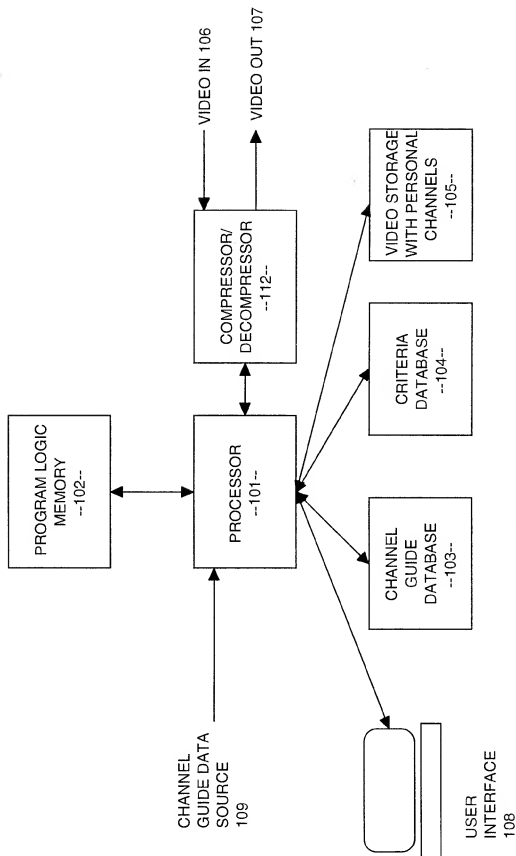 PROGRAM LOGIC
MEMORY
--102--
CHANNEL
GUIDE DATA
SOURCE
109
PROCESSOR
--101--
COMPRESSOR/
DECOMPRESSOR
--112--
VIDEO IN 106
VIDEO OUT 107
USER
INTERFACE
108
CHANNEL
GUIDE
DATABASE
--103--
CRITERIA
DATABASE
--104--
VIDEO STORAGE
WITH PERSONAL
CHANNELS
--105--